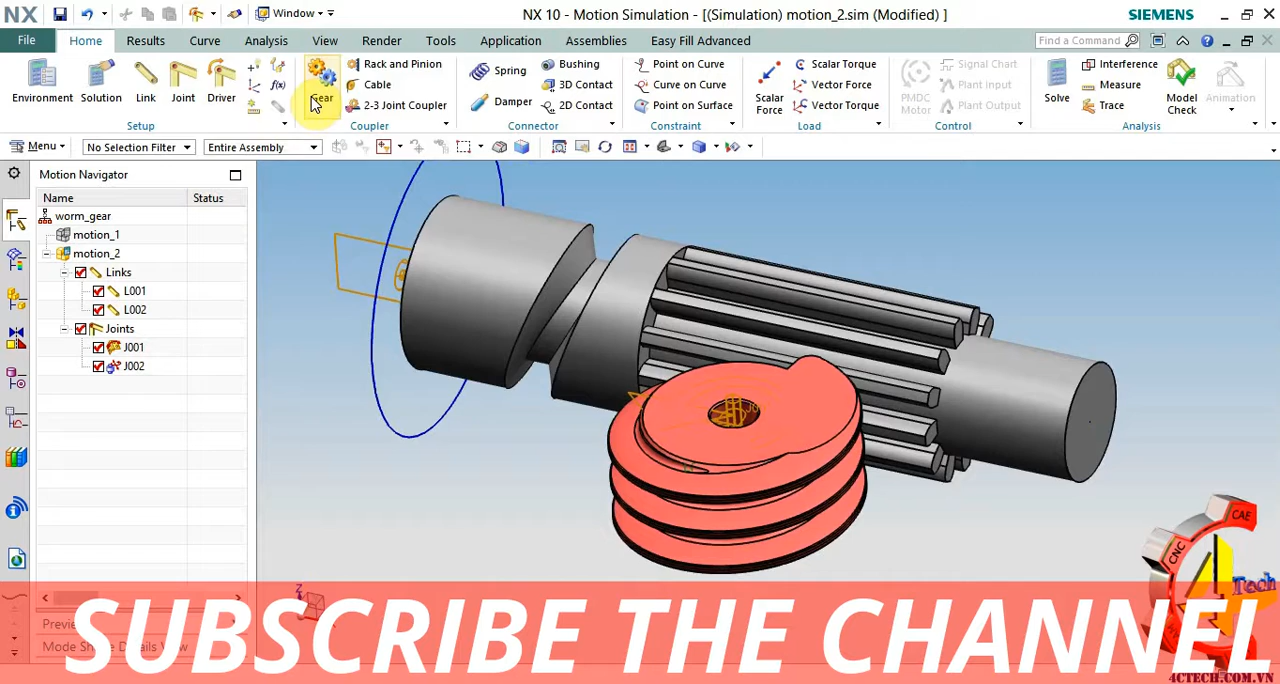 NX
Window
NX 10 - Motion Simulation - [(Simulation) motion_2.sim (Modified) ]
SIEMENS
File
Home
Results
Curve
Analysis
View
Render
Tools
Application
Assemblies
Easy Fill Advanced
Find a Command
Environment
Solution
Link
Joint
Driver
f(x)
Setup
Gear
Rack and Pinion
Cable
2-3 Joint Coupler
Coupler
Spring
Damper
Bushing
3D Contact
2D Contact
Connector
Point on Curve
Curve on Curve
Point on Surface
Constraint
Scalar Force
Scalar Torque
Vector Force
Vector Torque
Load
PMDC Motor
Signal Chart
Plant Input
Plant Output
Control
Solve
Interference
Measure
Trace
Model Check
Animation
Analysis
Menu
No Selection Filter
Entire Assembly
Motion Navigator
Name
Status
worm_gear
motion_1
motion_2
Links
L001
L002
Joints
J001
J002
SUBSCRIBE THE CHANNEL
CNC
CAE
Tech
4CTECH.COM.VN